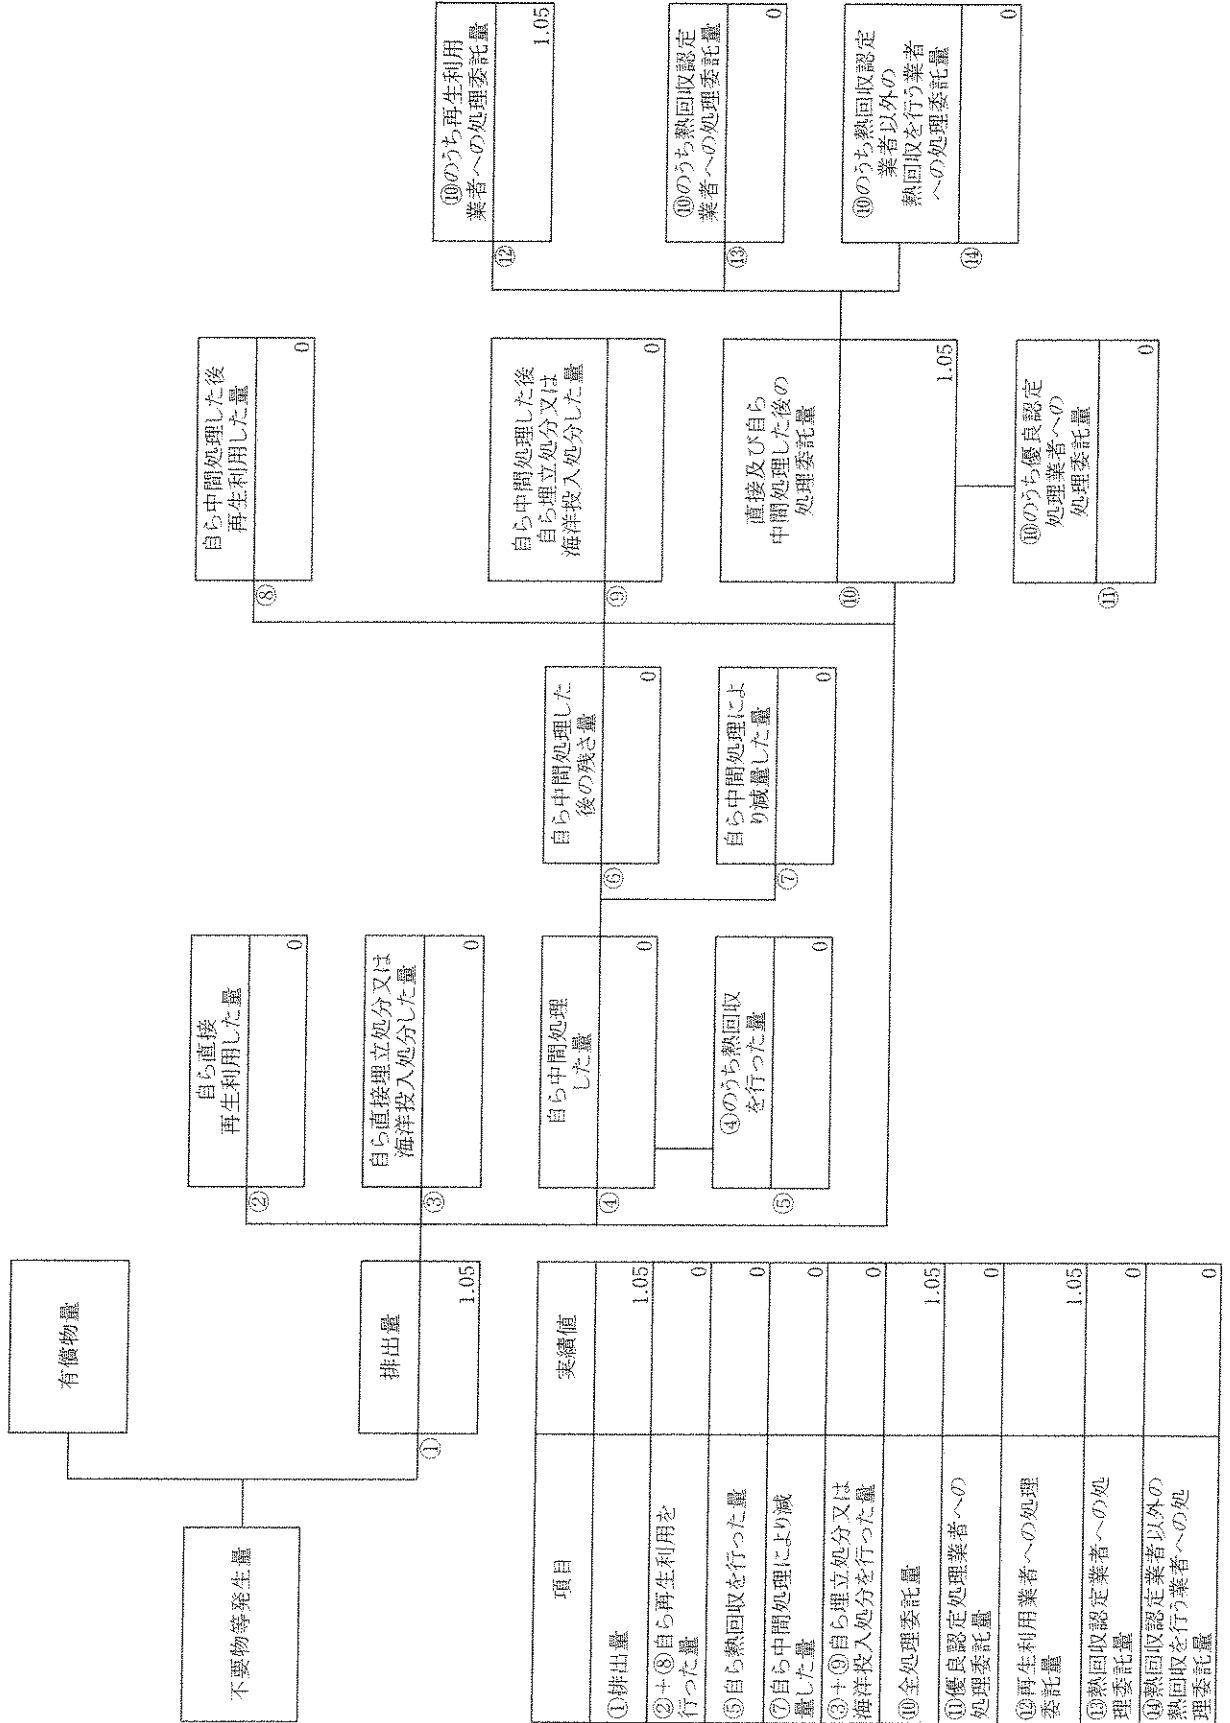 不要物等発生量
有償物量
①
排出量
1.05
②
自ら直接
再生利用した量
0
③
自ら直接埋立処分又は
海洋投入処分した量
0
④
自ら中間処理
した量
0
⑤
④のうち熱回収
を行った量
0
⑥
自ら中間処理した
後の残さ量
0
⑦
自ら中間処理によ
り減量した量
0
⑧
自ら中間処理した後
再生利用した量
0
⑨
自ら中間処理した後
自ら埋立処分又は
海洋投入処分した量
0
⑩
直接及び自ら
中間処理した後の
処理委託量
1.05
⑪
⑩のうち優良認定
処理業者への
処理委託量
0
⑫
⑩のうち再生利用
業者への処理委託量
1.05
⑬
⑩のうち熱回収認定
業者への処理委託量
0
⑭
⑩のうち熱回収認定
業者以外の
熱回収を行う業者
への処理委託量
0
項目
実績値
①排出量
1.05
②+⑧自ら再生利用を
行った量
0
⑤自ら熱回収を行った量
0
⑦自ら中間処理により減
量した量
0
③+⑨自ら埋立処分又は
海洋投入処分を行った量
0
⑩全処理委託量
1.05
⑪優良認定処理業者への
処理委託量
0
⑫再生利用業者への処理
委託量
1.05
⑬熱回収認定業者への処
理委託量
0
⑭熱回収認定業者以外の
熱回収を行う業者への処
理委託量
0